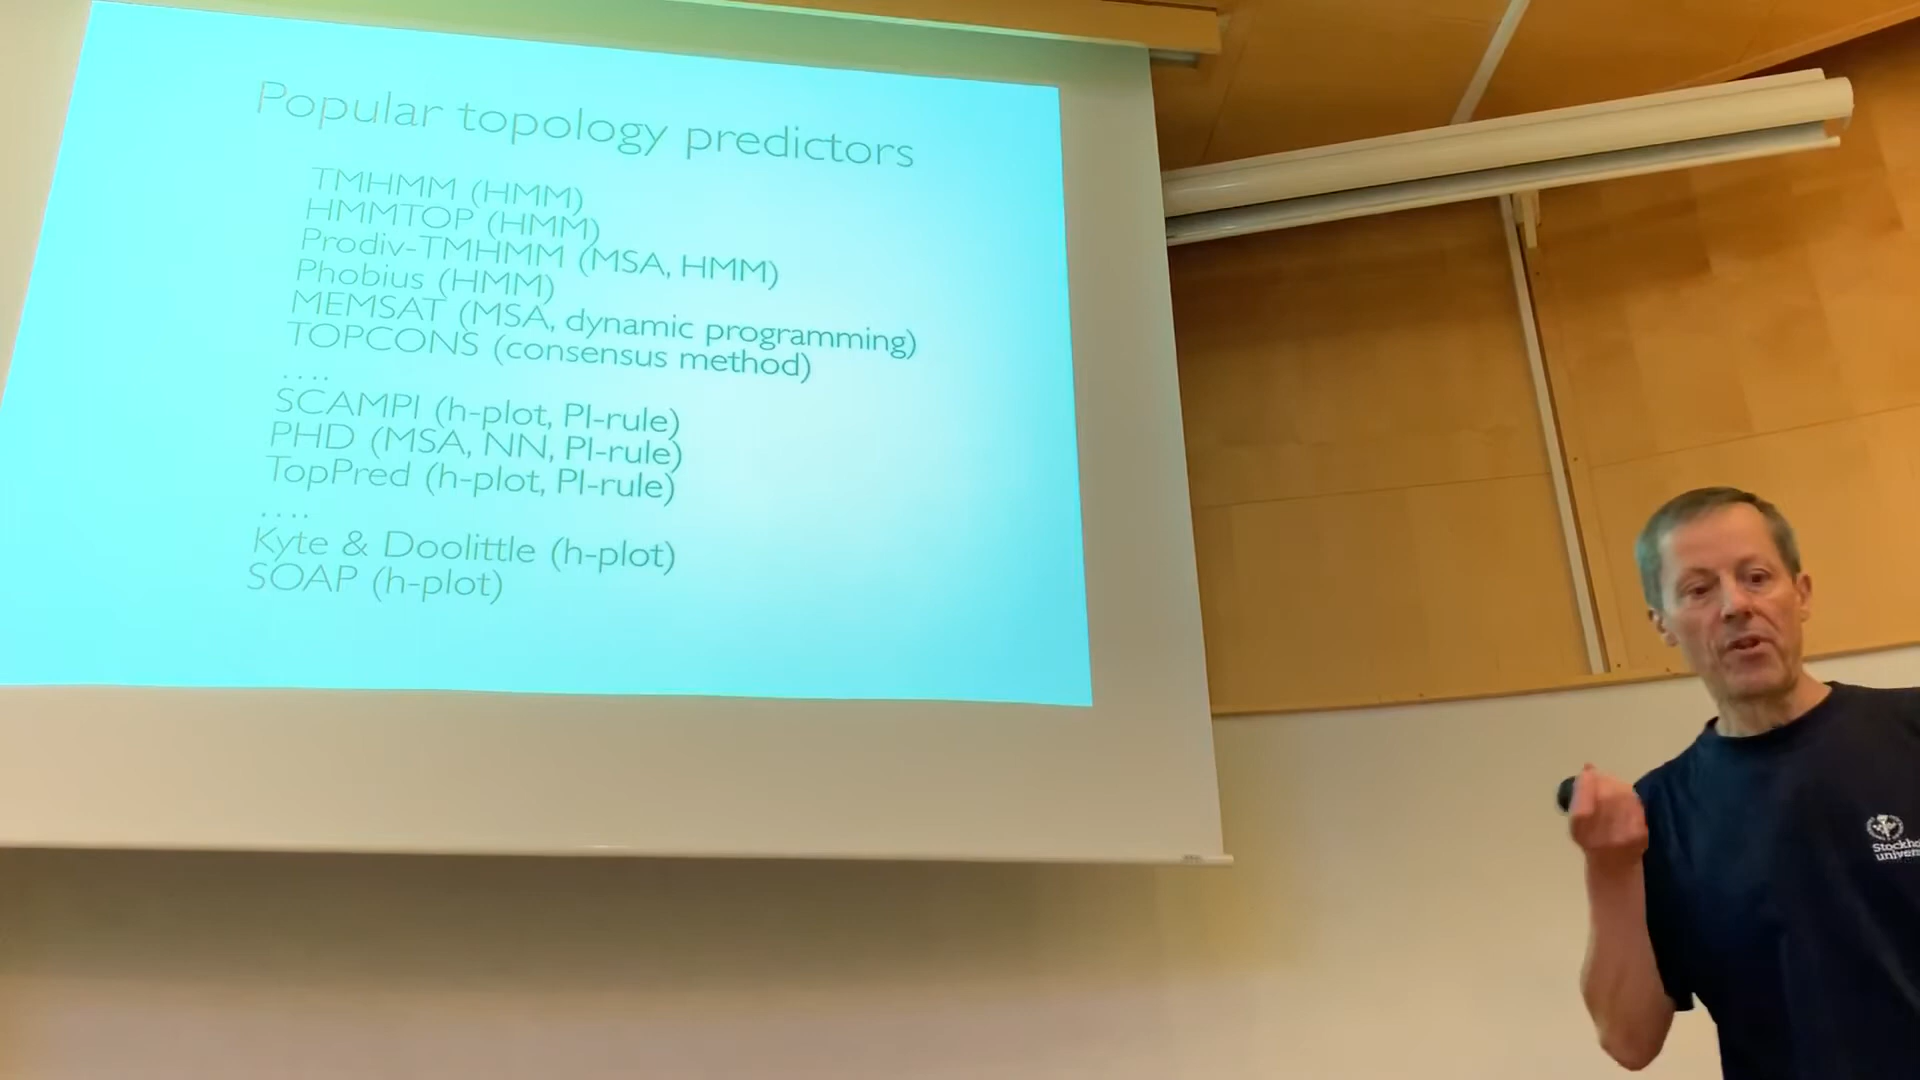 Popular topology predictors
TMHMM (HMM)
HMMTOP (HMM)
Prodiv-TMHMM (MSA, HMM)
Phobius (HMM)
MEMSAT (MSA, dynamic programming)
TOPCONS (consensus method)
....
SCAMPI (h-plot, PI-rule)
PHD (MSA, NN, PI-rule)
TopPred (h-plot, PI-rule)
....
Kyte & Doolittle (h-plot)
SOAP (h-plot)
Stockho
univers